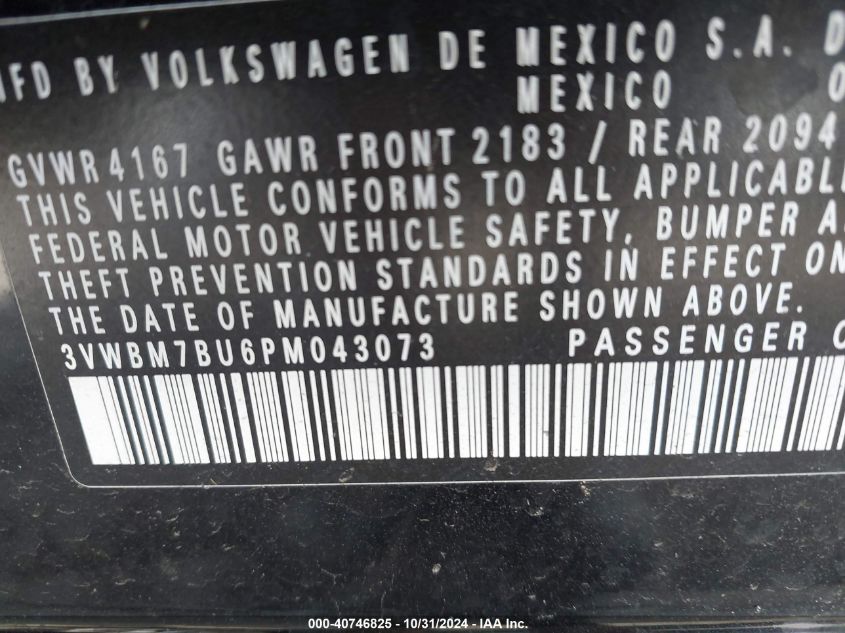 MFD BY VOLKSWAGEN DE MEXICO S.A. D
MEXICO
GVWR 4167 GAWR FRONT 2183 / REAR 2094
THIS VEHICLE CONFORMS TO ALL APPLICABL
FEDERAL MOTOR VEHICLE SAFETY, BUMPER A
THEFT PREVENTION STANDARDS IN EFFECT ON
THE DATE OF MANUFACTURE SHOWN ABOVE.
3VWBM7BU6PM043073 PASSENGER
000-40746825 - 10/31/2024 - IAA Inc.